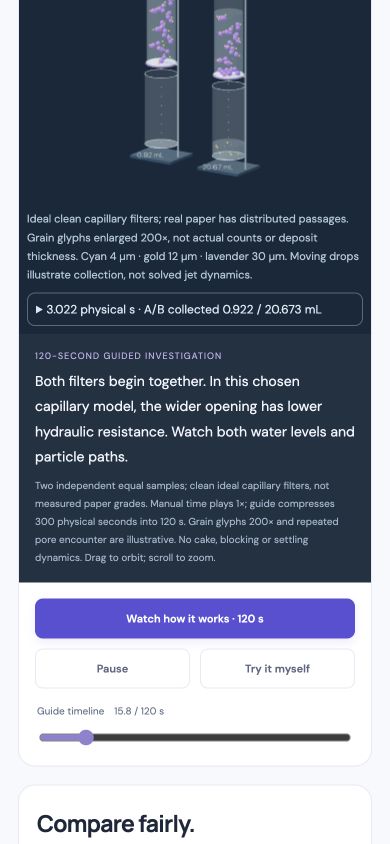 0.92 mL
20.67 mL
Ideal clean capillary filters; real paper has distributed passages.
Grain glyphs enlarged 200×, not actual counts or deposit
thickness. Cyan 4 μm · gold 12 μm · lavender 30 μm. Moving drops
illustrate collection, not solved jet dynamics.
▶ 3.022 physical s · A/B collected 0.922 / 20.673 mL
120-SECOND GUIDED INVESTIGATION
Both filters begin together. In this chosen
capillary model, the wider opening has lower
hydraulic resistance. Watch both water levels and
particle paths.
Two independent equal samples; clean ideal capillary filters, not
measured paper grades. Manual time plays 1×; guide compresses
300 physical seconds into 120 s. Grain glyphs 200× and repeated
pore encounter are illustrative. No cake, blocking or settling
dynamics. Drag to orbit; scroll to zoom.
Watch how it works · 120 s
Pause
Try it myself
Guide timeline 15.8 / 120 s
Compare fairly.